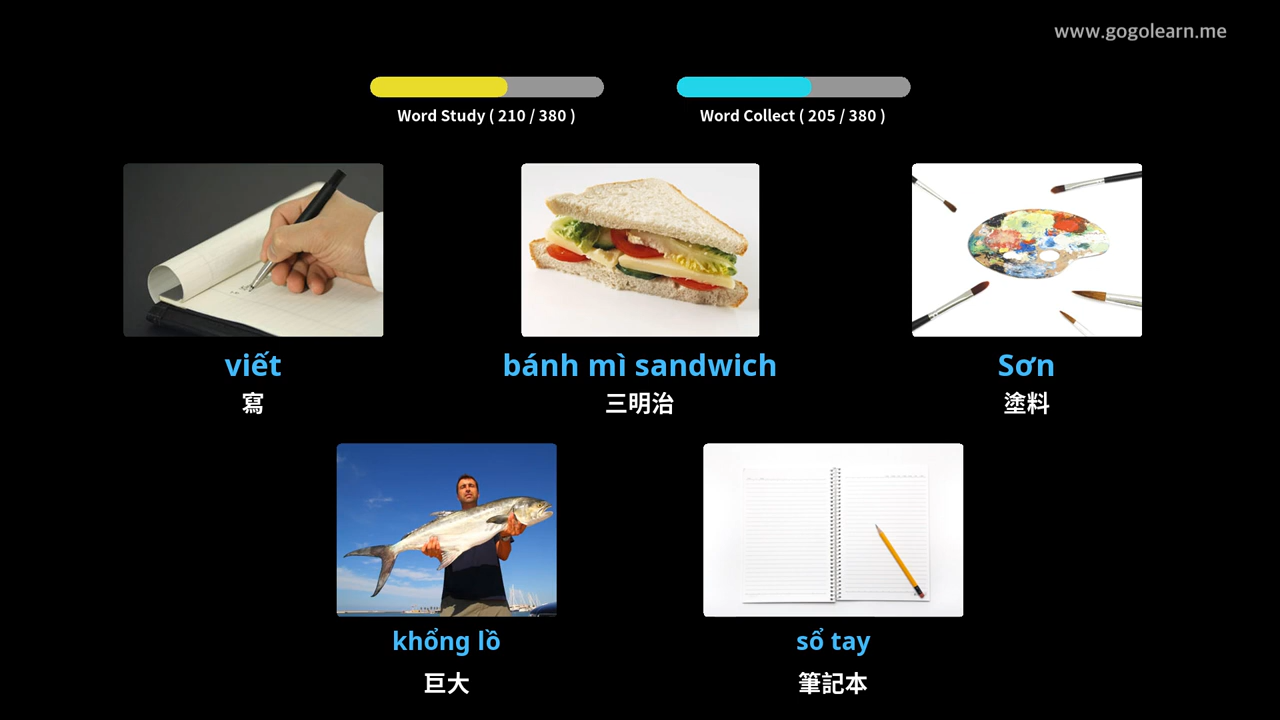 www.gogolearn.me
Word Study ( 210 / 380 )
Word Collect ( 205 / 380 )
viết
寫
bánh mì sandwich
三明治
Sơn
塗料
khổng lồ
巨大
sổ tay
筆記本